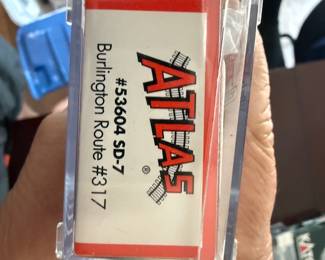 ATLAS®
#53604 SD-7
Burlington Route #317